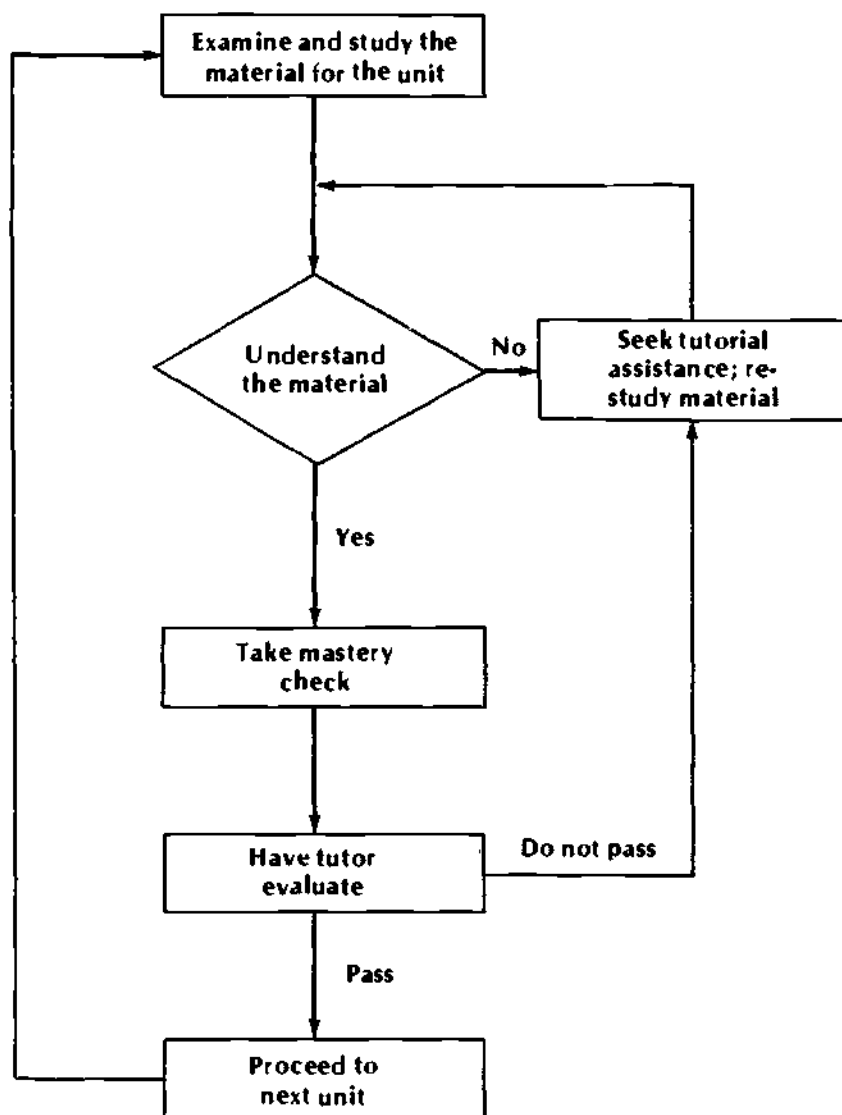 Examine and study the
material for the unit
Understand
the material
No
Seek tutorial
assistance; re-
study material
Yes
Take mastery
check
Have tutor
evaluate
Do not pass
Pass
Proceed to
next unit